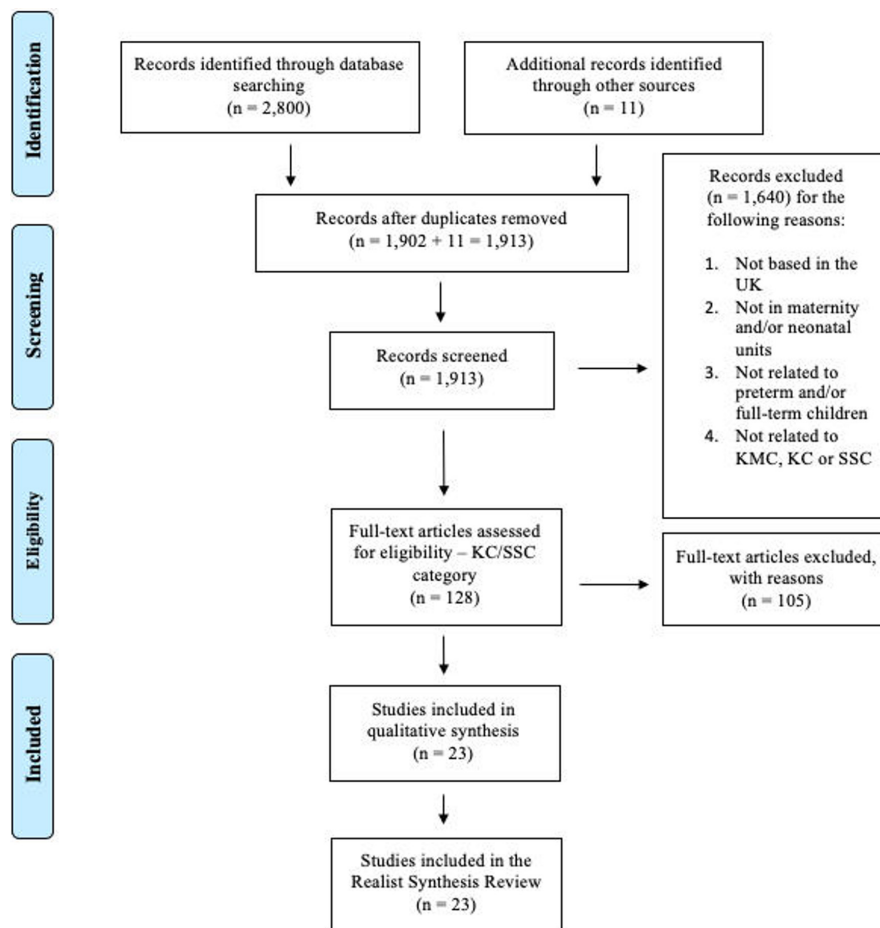 Identification
Records identified through database
searching
(n = 2,800)
Additional records identified
through other sources
(n = 11)
Records after duplicates removed
(n = 1,902 + 11 = 1,913)
Screening
Records screened
(n = 1,913)
Records excluded
(n = 1,640) for the
following reasons:
1. Not based in the
UK
2. Not in maternity
and/or neonatal
units
3. Not related to
preterm and/or
full-term children
4. Not related to
KMC, KC or SSC
Eligibility
Full-text articles assessed
for eligibility – KC/SSC
category
(n = 128)
Full-text articles excluded,
with reasons
(n = 105)
Included
Studies included in
qualitative synthesis
(n = 23)
Studies included in the
Realist Synthesis Review
(n = 23)